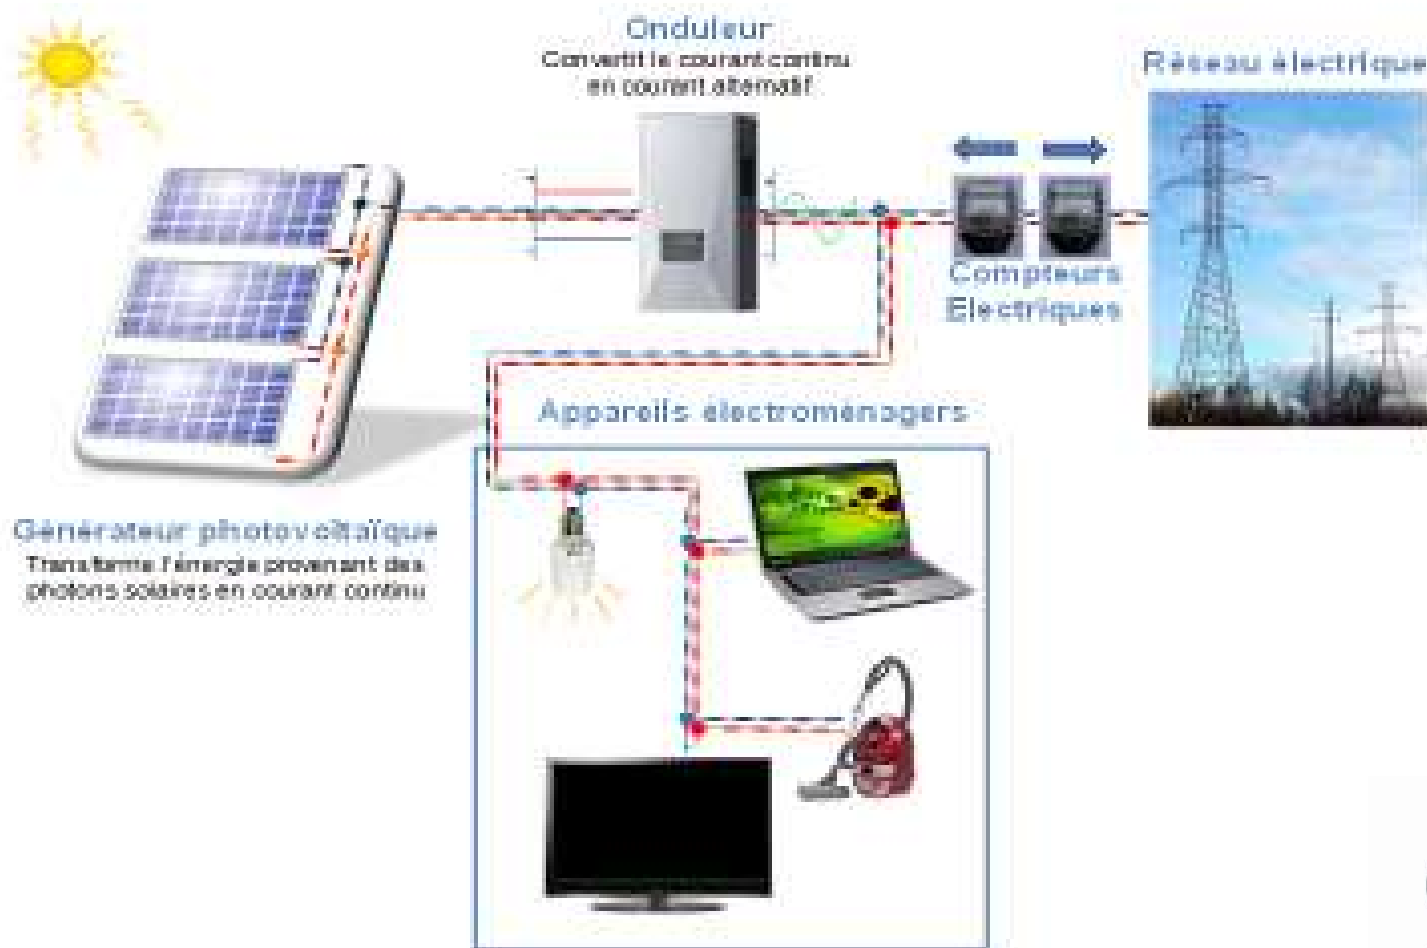 Onduleur
Convertit le courant continu
en courant alternatif
Réseau électrique
Compteurs
Electriques
Appareils électroménagers
Générateur photovoltaïque
Transforme l'énergie provenant des
photons solaires en courant continu